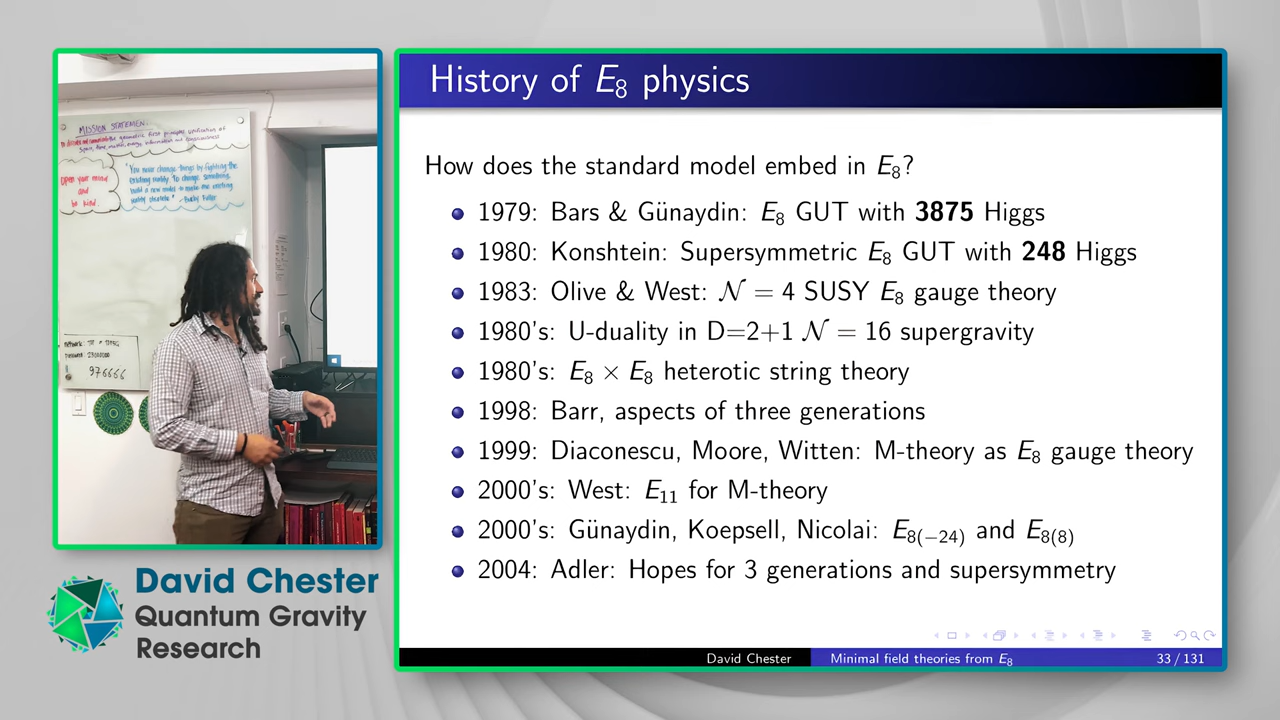 MISSION STATEMENT
You never change things by fighting the
existing reality. To change something,
build a new model to make the existing
open your mind
and
be kind.
976666
David Chester
Quantum Gravity
Research
History of E₈ physics
How does the standard model embed in E₈?
1979: Bars & Günaydin: E₈ GUT with 3875 Higgs
1980: Konshtein: Supersymmetric E₈ GUT with 248 Higgs
1983: Olive & West: 𝒩 = 4 SUSY E₈ gauge theory
1980's: U-duality in D=2+1 𝒩 = 16 supergravity
1980's: E₈ × E₈ heterotic string theory
1998: Barr, aspects of three generations
1999: Diaconescu, Moore, Witten: M-theory as E₈ gauge theory
2000's: West: E₁₁ for M-theory
2000's: Günaydin, Koepsell, Nicolai: E₈₍₋₂₄₎ and E₈₍₈₎
2004: Adler: Hopes for 3 generations and supersymmetry
David Chester
Minimal field theories from E₈
33 / 131